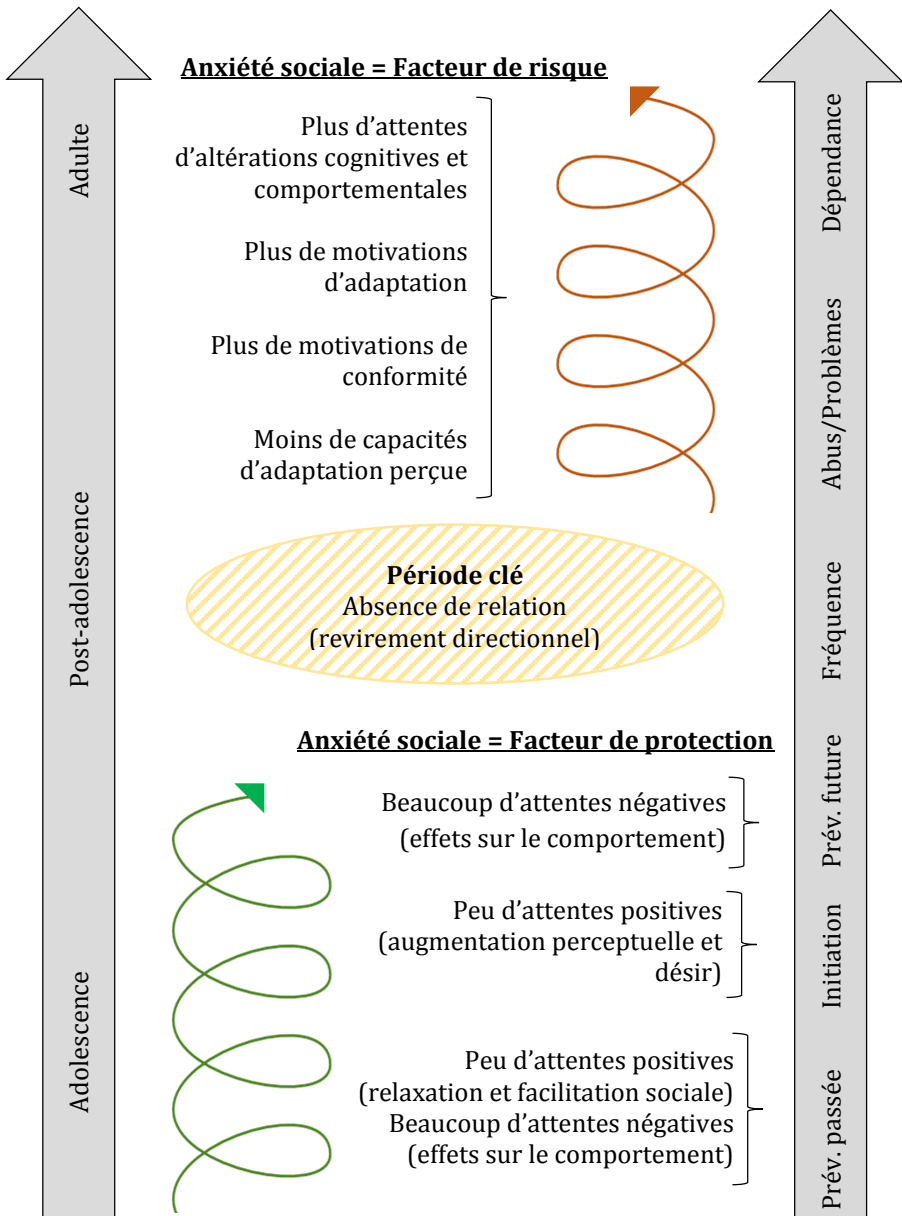 Anxiété sociale = Facteur de risque
Plus d'attentes
d'altérations cognitives et
comportementales
Plus de motivations
d'adaptation
Plus de motivations de
conformité
Moins de capacités
d'adaptation perçue
Période clé
Absence de relation
(revirement directionnel)
Anxiété sociale = Facteur de protection
Beaucoup d'attentes négatives
(effets sur le comportement)
Peu d'attentes positives
(augmentation perceptuelle et
désir)
Peu d'attentes positives
(relaxation et facilitation sociale)
Beaucoup d'attentes négatives
(effets sur le comportement)
Adulte
Post-adolescence
Adolescence
Dépendance
Abus/Problèmes
Fréquence
Prév. future
Initiation
Prév. passée